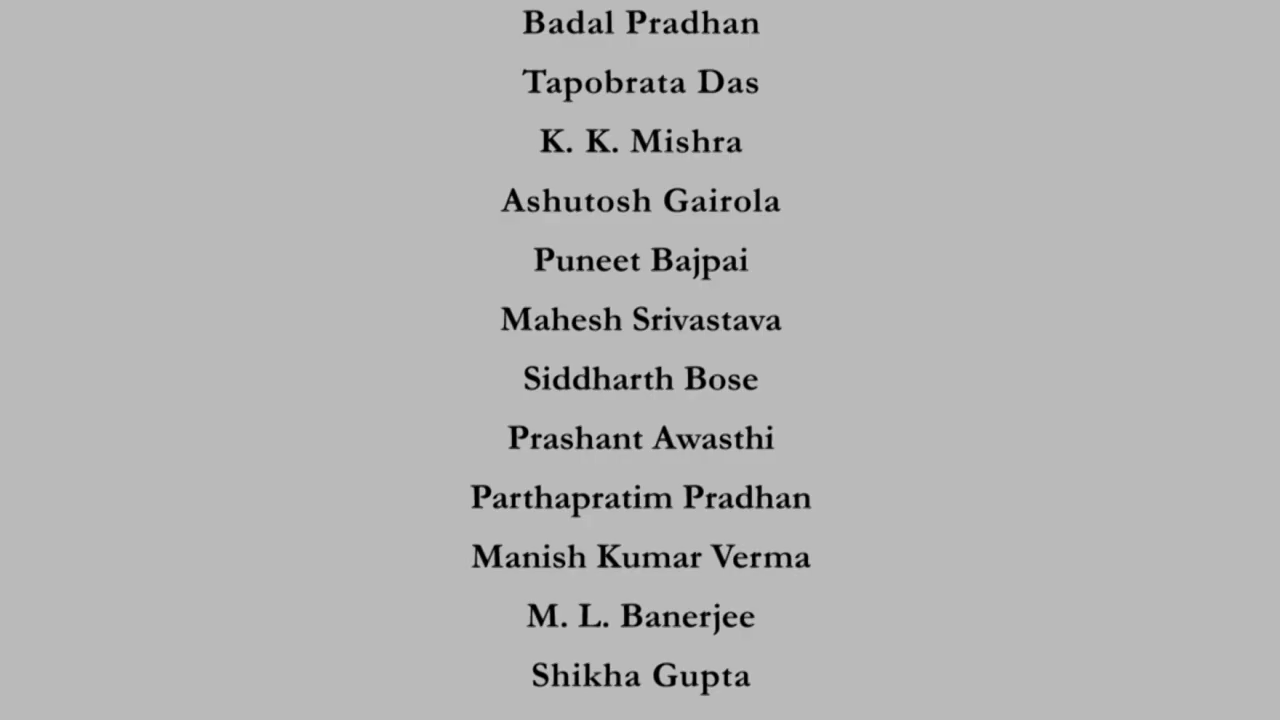 Badal Pradhan
Tapobrata Das
K. K. Mishra
Ashutosh Gairola
Puneet Bajpai
Mahesh Srivastava
Siddharth Bose
Prashant Awasthi
Parthapratim Pradhan
Manish Kumar Verma
M. L. Banerjee
Shikha Gupta